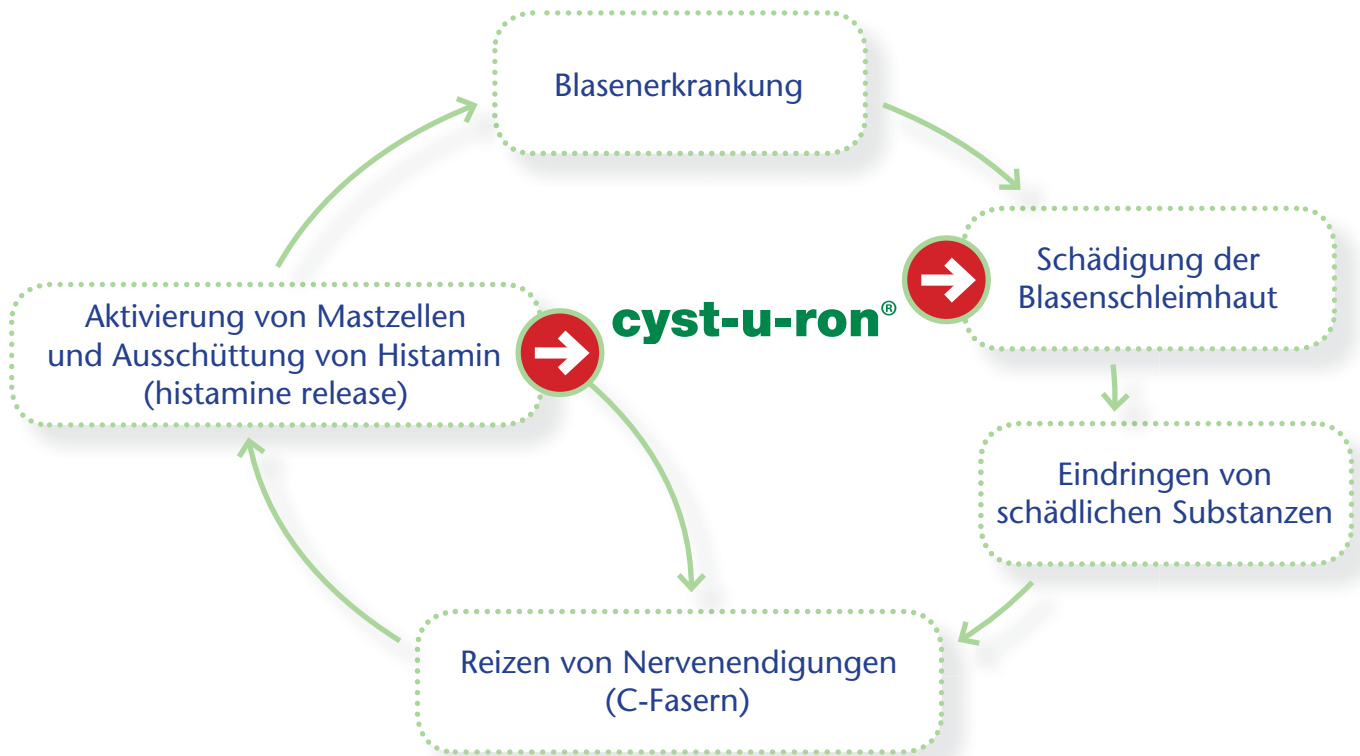 Blasenerkrankung
Schädigung der
Blasenschleimhaut
Eindringen von
schädlichen Substanzen
Reizen von Nervenendigungen
(C-Fasern)
Aktivierung von Mastzellen
und Ausschüttung von Histamin
(histamine release)
cyst-u-ron®